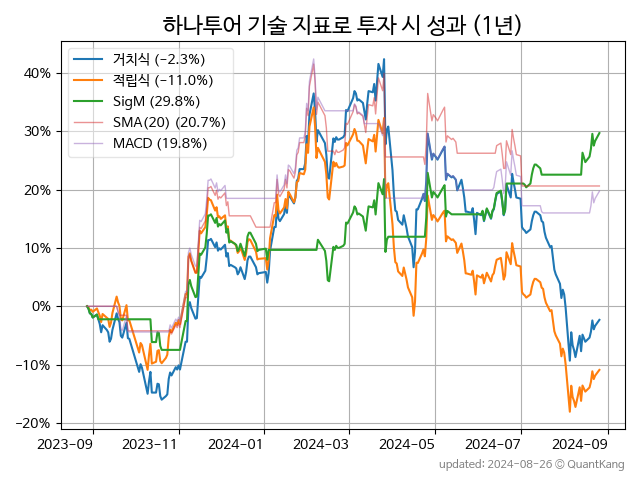 하나투어 기술 지표로 투자 시 성과 (1년)
거치식 (−2.3%)
적립식 (−11.0%)
SigM (29.8%)
SMA(20) (20.7%)
MACD (19.8%)
40%
30%
20%
10%
0%
−10%
−20%
2023-09 2023-11 2024-01 2024-03 2024-05 2024-07 2024-09
updated: 2024-08-26 © QuantKang